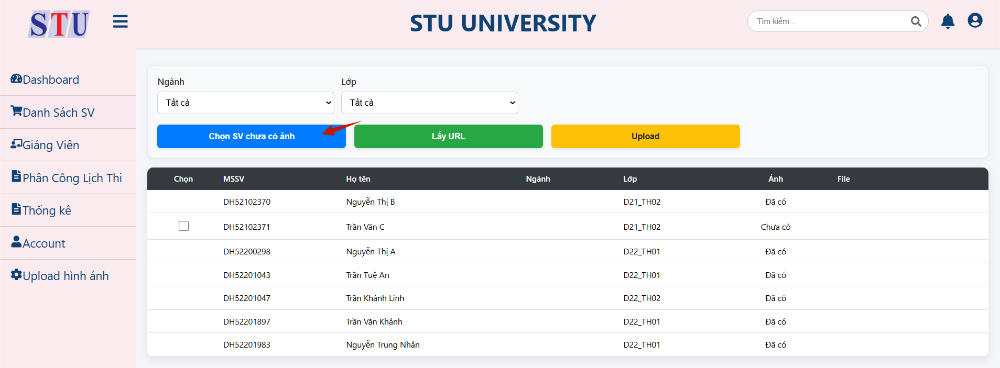 STU
STU UNIVERSITY
Tìm kiếm...
Dashboard
Danh Sách SV
Giảng Viên
Phân Công Lịch Thi
Thống kê
Account
Upload hình ảnh
Ngành Lớp
Tất cả Tất cả
Chọn SV chưa có ảnh Lấy URL Upload
Chọn MSSV Họ tên Ngành Lớp Ảnh File
DH52102370 Nguyễn Thị B D21_TH02 Đã có
DH52102371 Trần Văn C D21_TH02 Chưa có
DH52200298 Nguyễn Thị A D22_TH01 Đã có
DH52201043 Trần Tuệ An D22_TH01 Đã có
DH52201047 Trần Khánh Linh D22_TH02 Đã có
DH52201897 Trần Văn Khánh D22_TH01 Đã có
DH52201983 Nguyễn Trung Nhân D22_TH01 Đã có